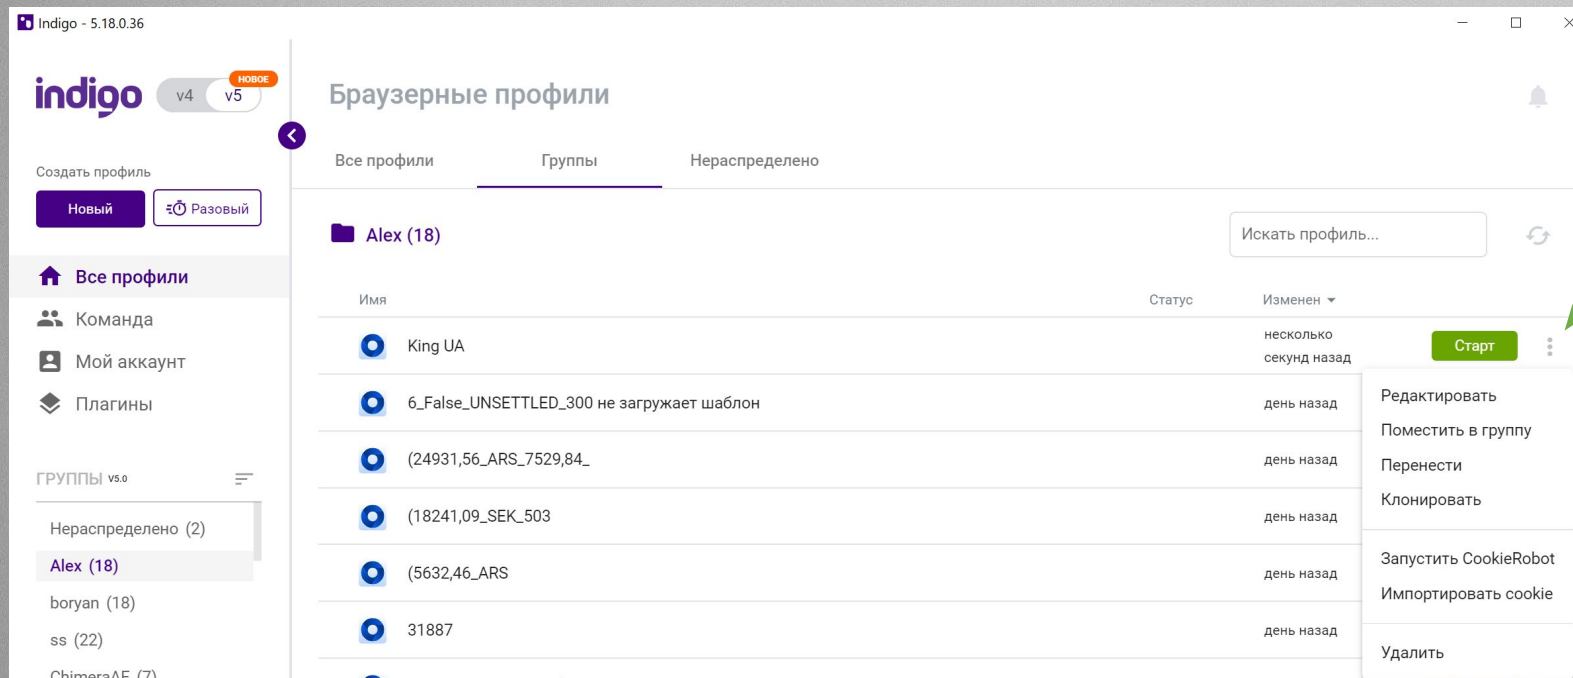 Indigo - 5.18.0.36
indigo
v4
v5
НОВОЕ
Браузерные профили
Создать профиль
Новый
Разовый
Все профили
Группы
Нераспределено
Alex (18)
Искать профиль...
Все профили
Команда
Мой аккаунт
Плагины
ГРУППЫ v5.0
Нераспределено (2)
Alex (18)
boryan (18)
ss (22)
ChimeraAF (7)
Имя
Статус
Изменен
King UA
несколько
секунд назад
Старт
6_False_UNSETTLED_300 не загружает шаблон
день назад
(24931,56_ARS_7529,84_
день назад
(18241,09_SEK_503
день назад
(5632,46_ARS
день назад
31887
день назад
Редактировать
Поместить в группу
Перенести
Клонировать
Запустить CookieRobot
Импортировать cookie
Удалить